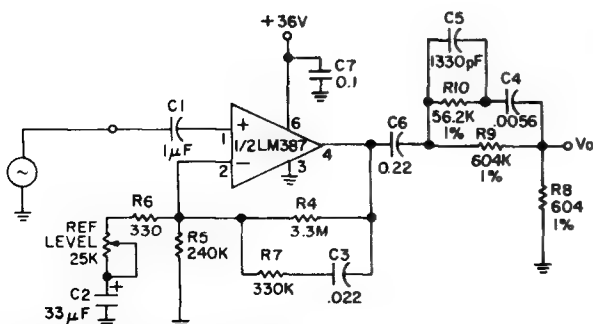 +36V
C7
0.1
C5
1330pF
R10
56.2K
1%
C4
.0056
C1
1µF
1
+
1/2LM387
6
4
2
−
3
C6
0.22
R9
604K
1%
Vo
R8
604
1%
R6
330
REF
LEVEL
25K
R5
240K
R4
3.3M
R7
330K
C3
.022
+
C2
33µF